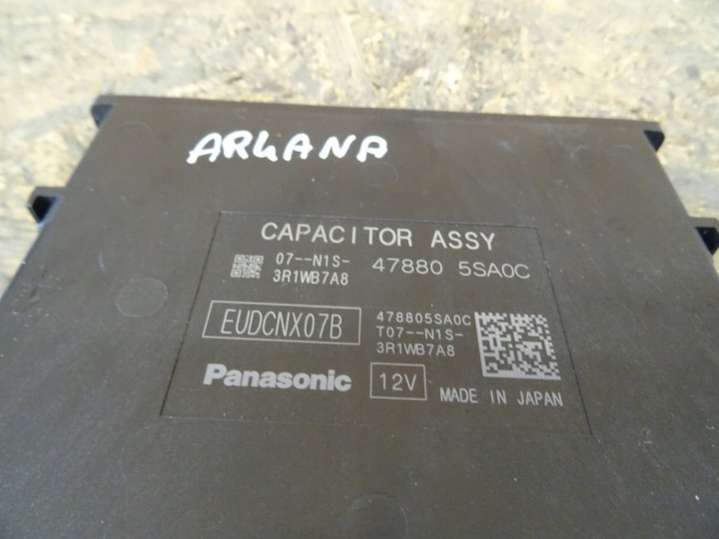 ARKANA
CAPACITOR ASSY
07--N1S-
3R1WB7A8
47880 5SA0C
EUDCNX07B
478805SA0C
T07--N1S-
3R1WB7A8
Panasonic
12V
MADE IN JAPAN